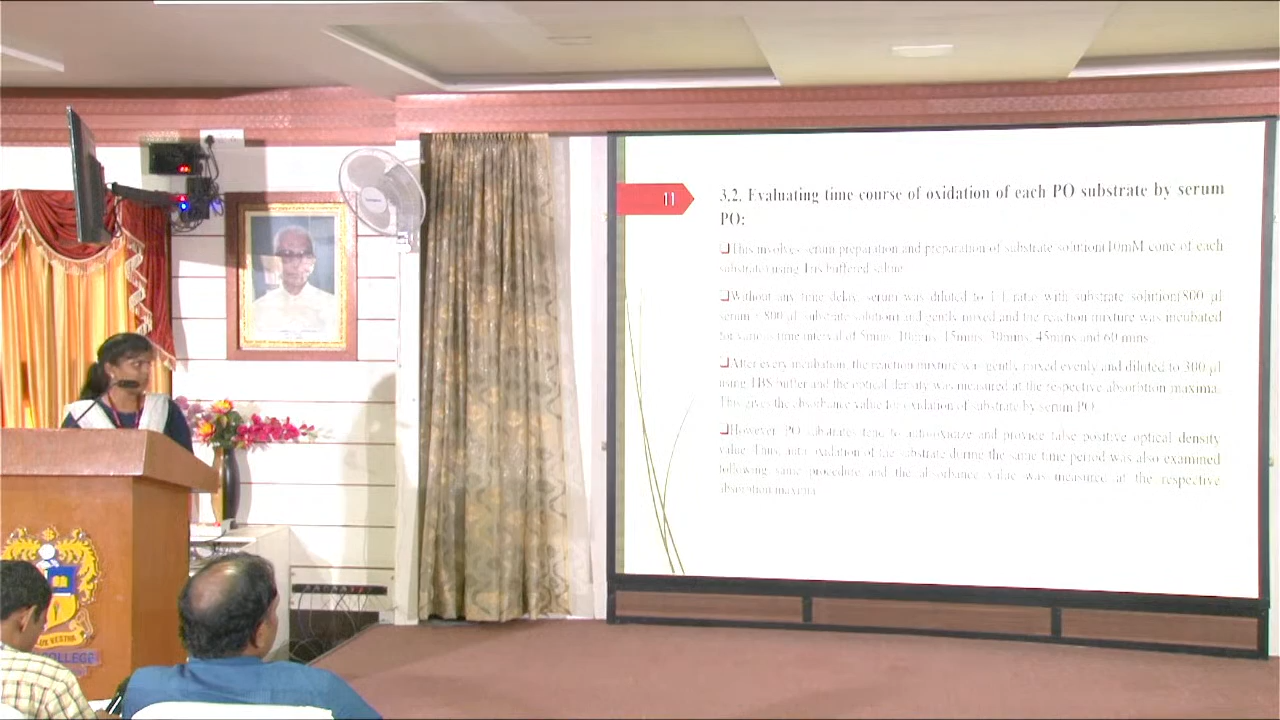 11
3.2. Evaluating time course of oxidation of each PO substrate by serum
PO:
❑This involves serum preparation and preparation of substrate solution(10mM conc of each
substrate) using Tris buffered saline.
❑Without any time delay, serum was diluted to 1:1 ratio with substrate solution(800 µl
serum + 800 µl substrate solution) and gently mixed and the reaction mixture was incubated
for various time interval of 5mins, 10mins, 15mins, 30mins, 45mins and 60 mins.
❑After every incubation, the reaction mixture was gently mixed evenly and diluted to 300 µl
using TBS buffer and the optical density was measured at the respective absorbtion maxima.
This gives the absorbance value for oxidation of substrate by serum PO.
❑However, PO substrates tend to autooxidize and provide false positive optical density
value. Thus, auto oxidation of the substrate during the same time period was also examined
following same procedure and the absorbance value was measured at the respective
absorption maxima.
LUX VESTRA
COLLEGE